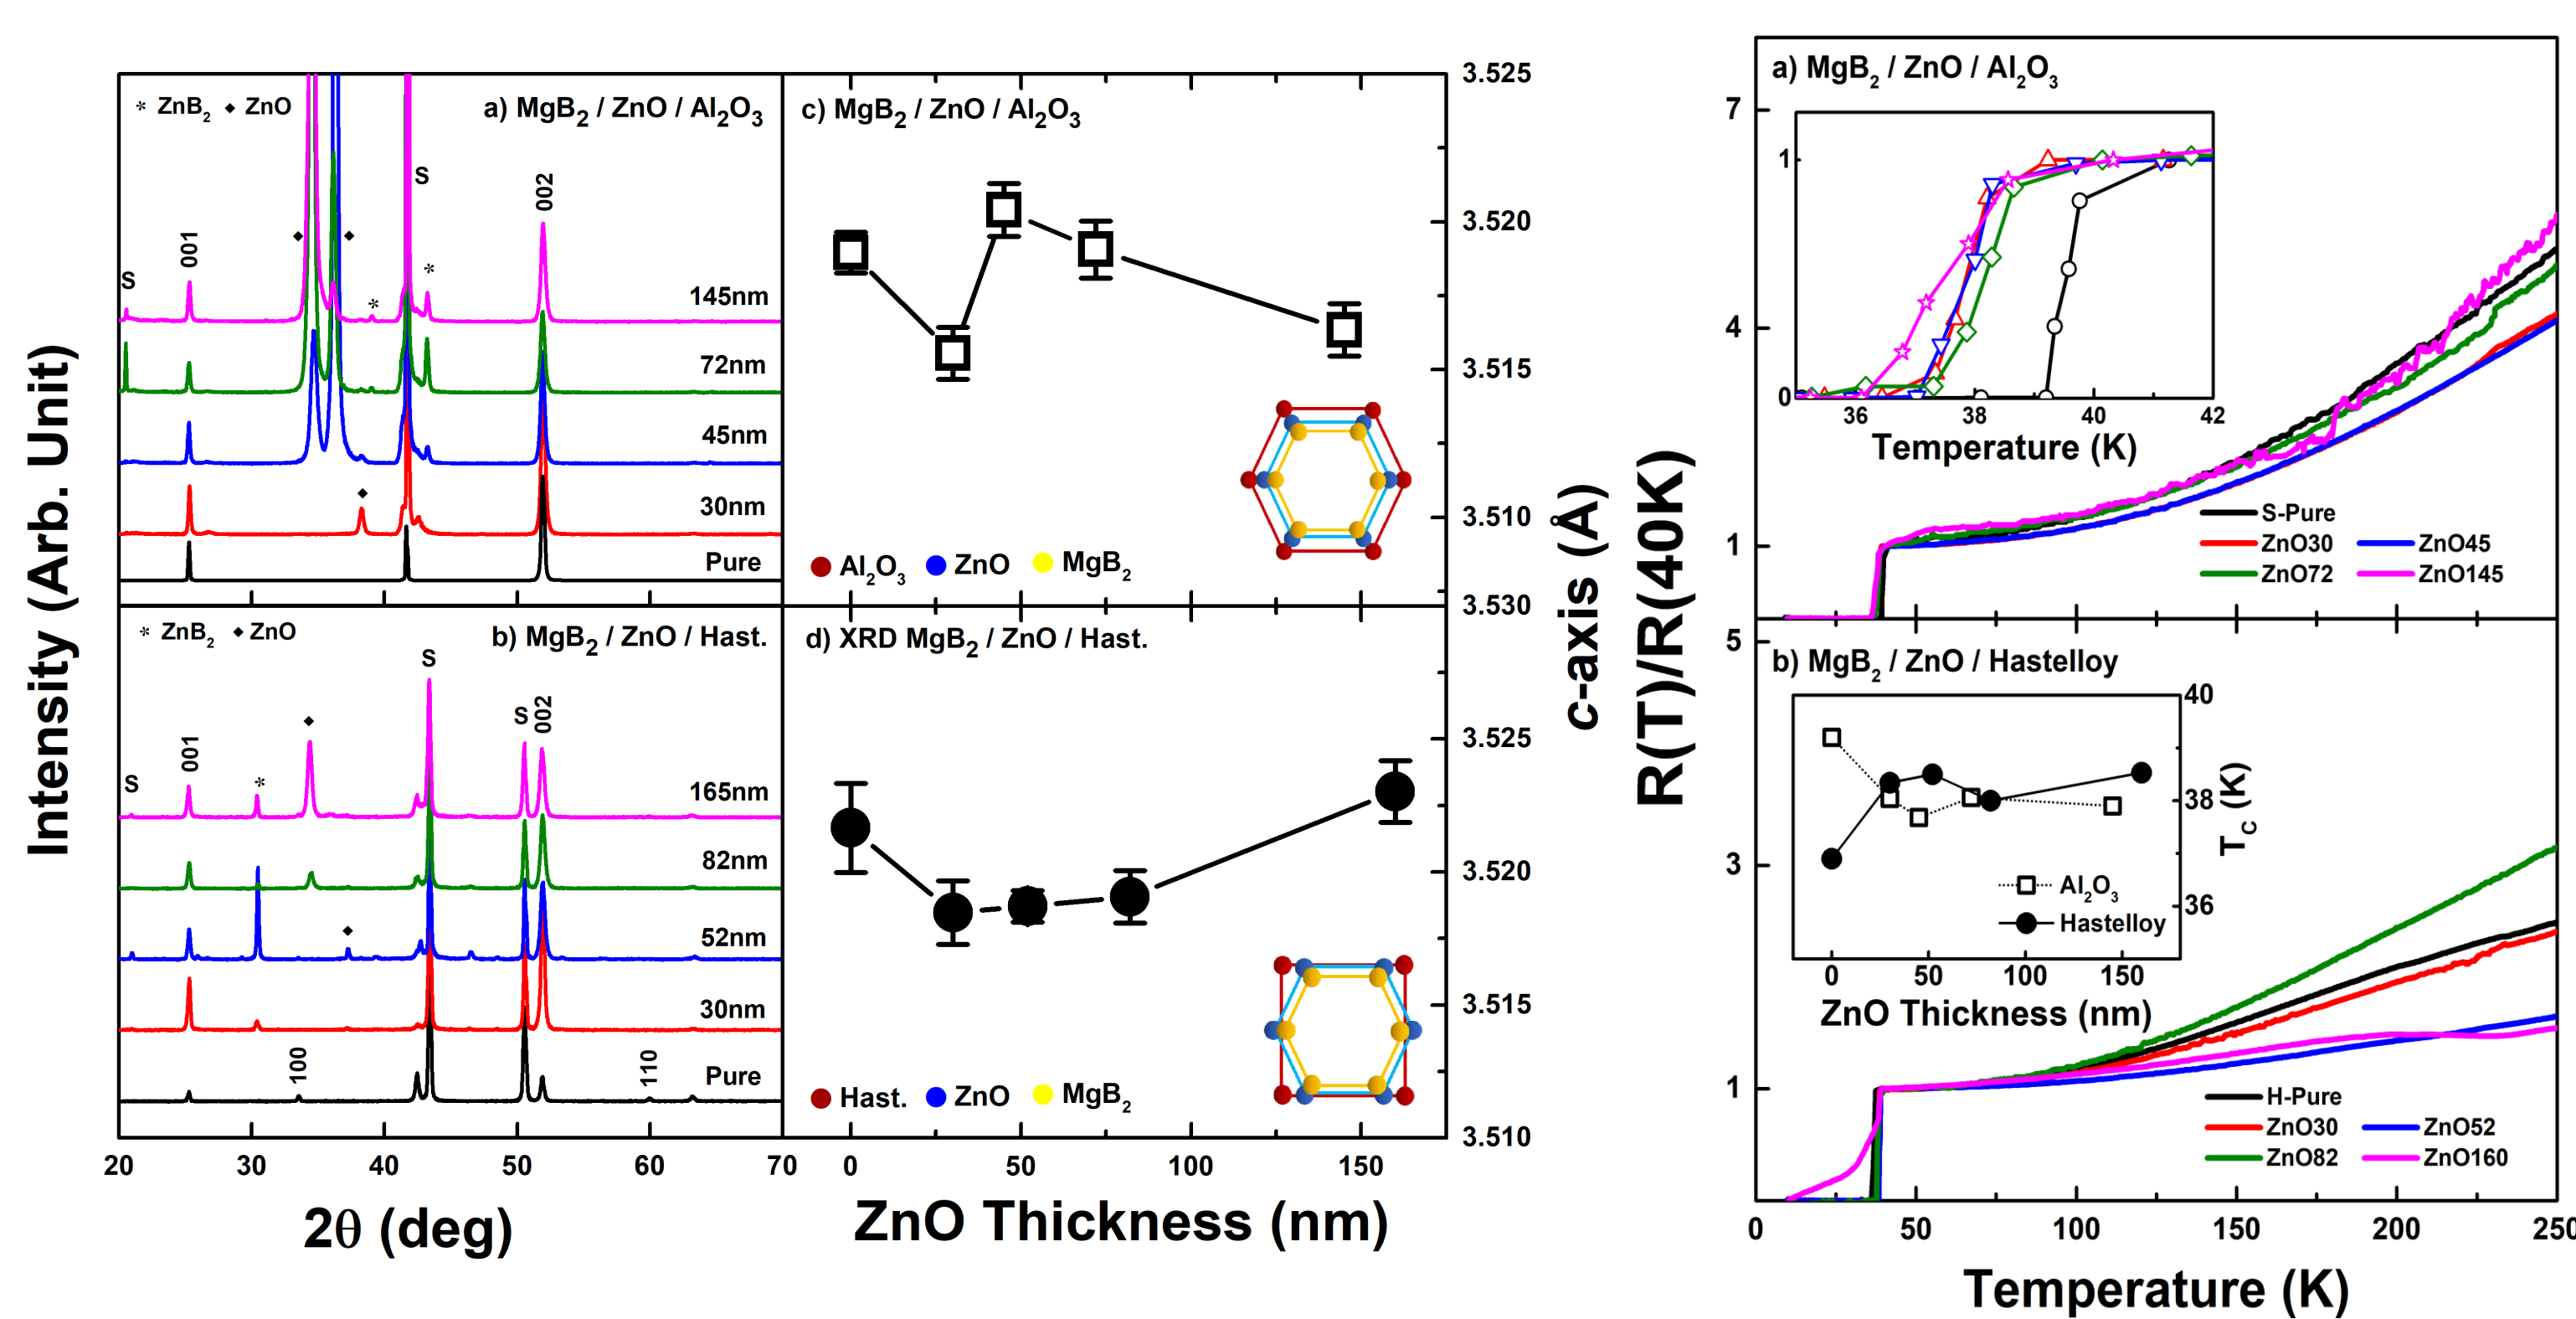 Intensity (Arb. Unit)
* ZnB2 ◆ ZnO
a) MgB2 / ZnO / Al2O3
S
001
S
002
*
*
145nm
72nm
45nm
30nm
Pure
* ZnB2 ◆ ZnO
b) MgB2 / ZnO / Hast.
S
S
001
*
S
002
165nm
82nm
52nm
30nm
100
110
Pure
20 30 40 50 60 70
2θ (deg)
c) MgB2 / ZnO / Al2O3
3.525
3.520
3.515
3.510
3.530
Al2O3 ZnO MgB2
c-axis (Å)
d) XRD MgB2 / ZnO / Hast.
3.525
3.520
3.515
3.510
Hast. ZnO MgB2
0 50 100 150
ZnO Thickness (nm)
R(T)/R(40K)
a) MgB2 / ZnO / Al2O3
7
4
1
1
0
36 38 40 42
Temperature (K)
S-Pure
ZnO30 ZnO45
ZnO72 ZnO145
5
3
1
b) MgB2 / ZnO / Hastelloy
40
38
36
TC (K)
Al2O3
Hastelloy
0 50 100 150
ZnO Thickness (nm)
H-Pure
ZnO30 ZnO52
ZnO82 ZnO160
0 50 100 150 200 250
Temperature (K)